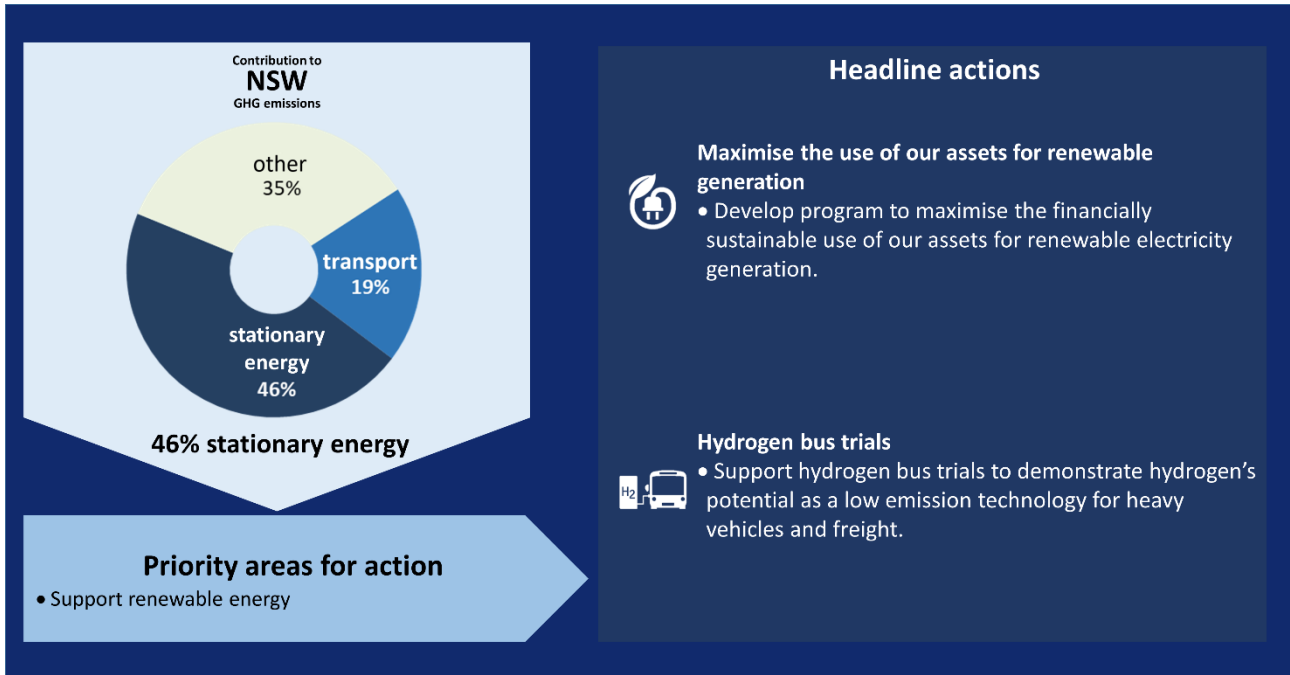 Contribution to
NSW
GHG emissions
other
35%
transport
19%
stationary
energy
46%
46% stationary energy
Priority areas for action
• Support renewable energy
Headline actions
Maximise the use of our assets for renewable
generation
• Develop program to maximise the financially
sustainable use of our assets for renewable electricity
generation.
H2
Hydrogen bus trials
• Support hydrogen bus trials to demonstrate hydrogen’s
potential as a low emission technology for heavy
vehicles and freight.